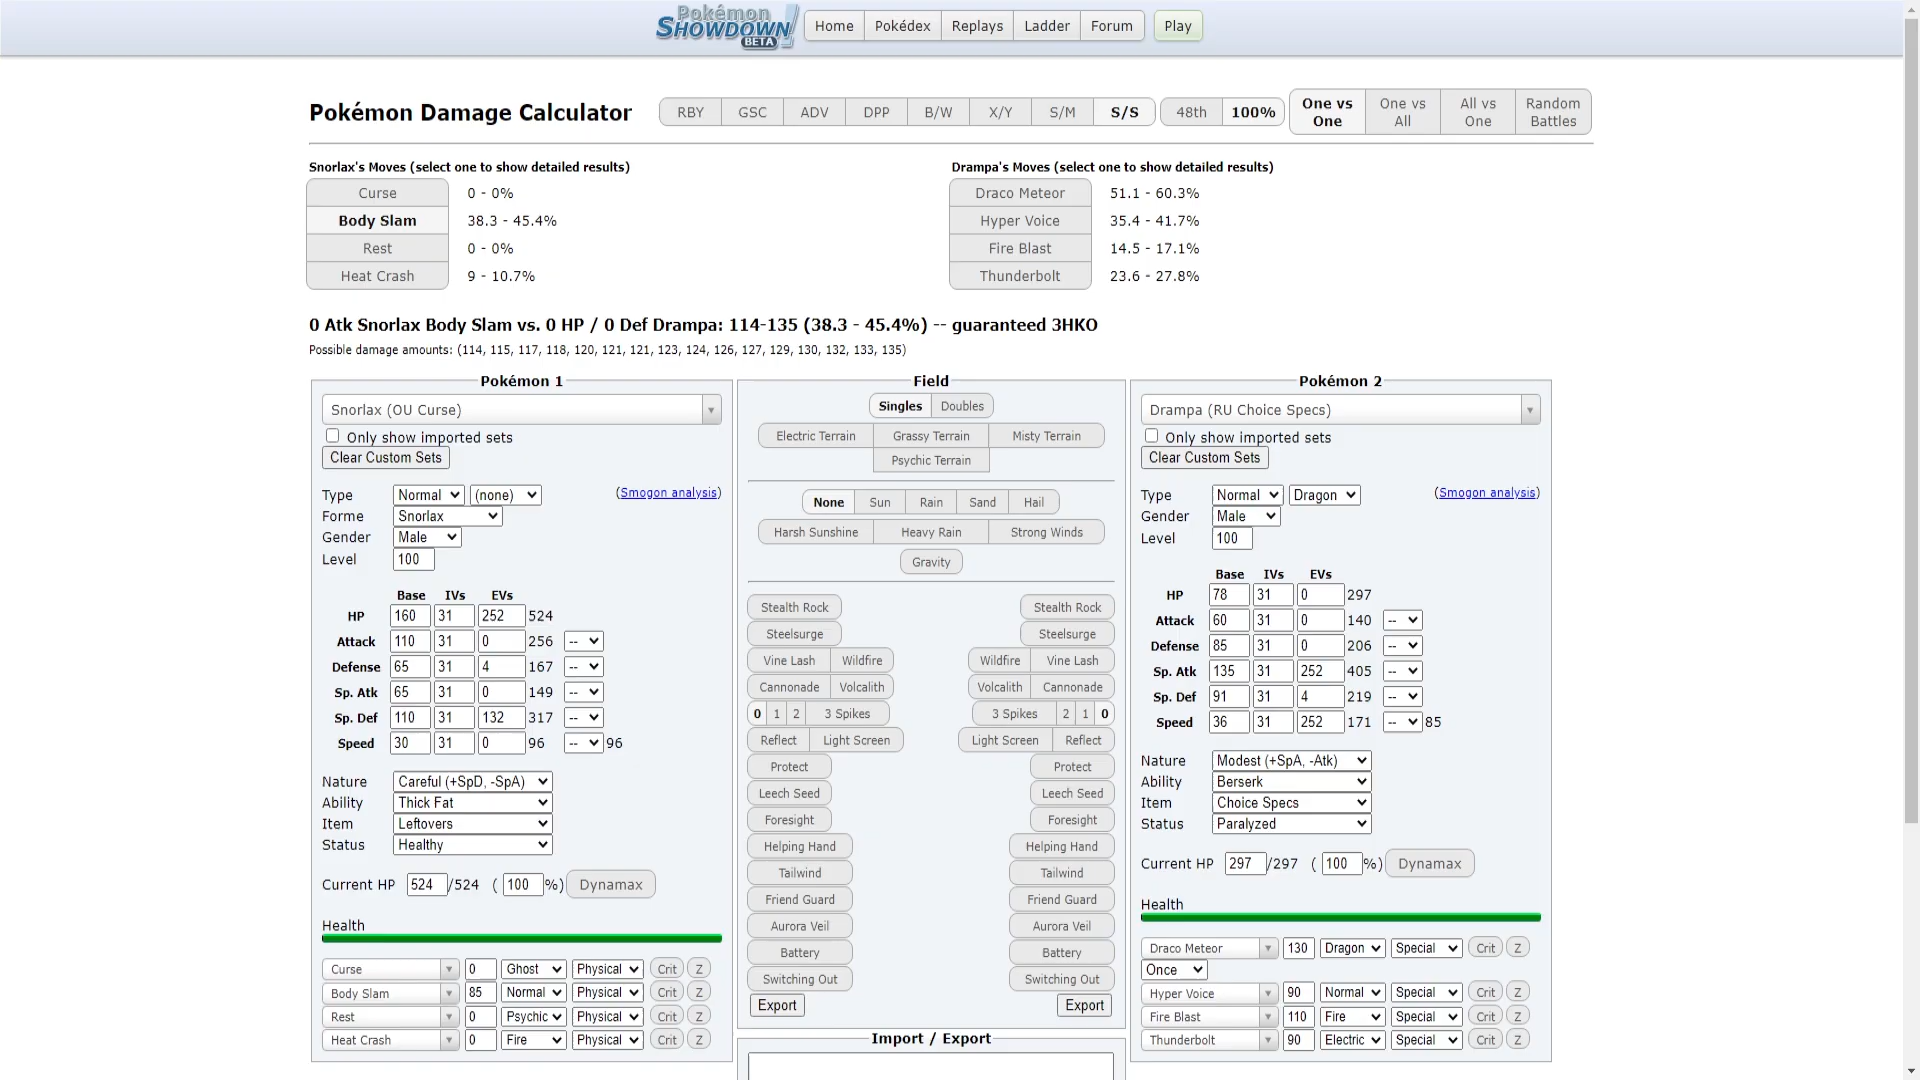 Pokémon
SHOWDOWN!
BETA
Home Pokédex Replays Ladder Forum Play
Pokémon Damage Calculator RBY GSC ADV DPP B/W X/Y S/M S/S 48th 100% One vs One One vs All All vs One Random Battles
Snorlax's Moves (select one to show detailed results)
Curse 0 - 0%
Body Slam 38.3 - 45.4%
Rest 0 - 0%
Heat Crash 9 - 10.7%
Drampa's Moves (select one to show detailed results)
Draco Meteor 51.1 - 60.3%
Hyper Voice 35.4 - 41.7%
Fire Blast 14.5 - 17.1%
Thunderbolt 23.6 - 27.8%
0 Atk Snorlax Body Slam vs. 0 HP / 0 Def Drampa: 114-135 (38.3 - 45.4%) -- guaranteed 3HKO
Possible damage amounts: (114, 115, 117, 118, 120, 121, 121, 123, 124, 126, 127, 129, 130, 132, 133, 135)
Pokémon 1
Snorlax (OU Curse)
Only show imported sets
Clear Custom Sets
Type Normal (none) (Smogon analysis)
Forme Snorlax
Gender Male
Level 100
Base IVs EVs
HP 160 31 252 524
Attack 110 31 0 256 --
Defense 65 31 4 167 --
Sp. Atk 65 31 0 149 --
Sp. Def 110 31 132 317 --
Speed 30 31 0 96 -- 96
Nature Careful (+SpD, -SpA)
Ability Thick Fat
Item Leftovers
Status Healthy
Current HP 524/524 ( 100 %) Dynamax
Health
Curse 0 Ghost Physical Crit Z
Body Slam 85 Normal Physical Crit Z
Rest 0 Psychic Physical Crit Z
Heat Crash 0 Fire Physical Crit Z
Field
Singles Doubles
Electric Terrain Grassy Terrain Misty Terrain
Psychic Terrain
None Sun Rain Sand Hail
Harsh Sunshine Heavy Rain Strong Winds
Gravity
Stealth Rock Stealth Rock
Steelsurge Steelsurge
Vine Lash Wildfire Wildfire Vine Lash
Cannonade Volcalith Volcalith Cannonade
0 1 2 3 Spikes 3 Spikes 2 1 0
Reflect Light Screen Light Screen Reflect
Protect Protect
Leech Seed Leech Seed
Foresight Foresight
Helping Hand Helping Hand
Tailwind Tailwind
Friend Guard Friend Guard
Aurora Veil Aurora Veil
Battery Battery
Switching Out Switching Out
Export Export
Import / Export
Pokémon 2
Drampa (RU Choice Specs)
Only show imported sets
Clear Custom Sets
Type Normal Dragon (Smogon analysis)
Gender Male
Level 100
Base IVs EVs
HP 78 31 0 297
Attack 60 31 0 140 --
Defense 85 31 0 206 --
Sp. Atk 135 31 252 405 --
Sp. Def 91 31 4 219 --
Speed 36 31 252 171 -- 85
Nature Modest (+SpA, -Atk)
Ability Berserk
Item Choice Specs
Status Paralyzed
Current HP 297/297 ( 100 %) Dynamax
Health
Draco Meteor 130 Dragon Special Crit Z
Once
Hyper Voice 90 Normal Special Crit Z
Fire Blast 110 Fire Special Crit Z
Thunderbolt 90 Electric Special Crit Z